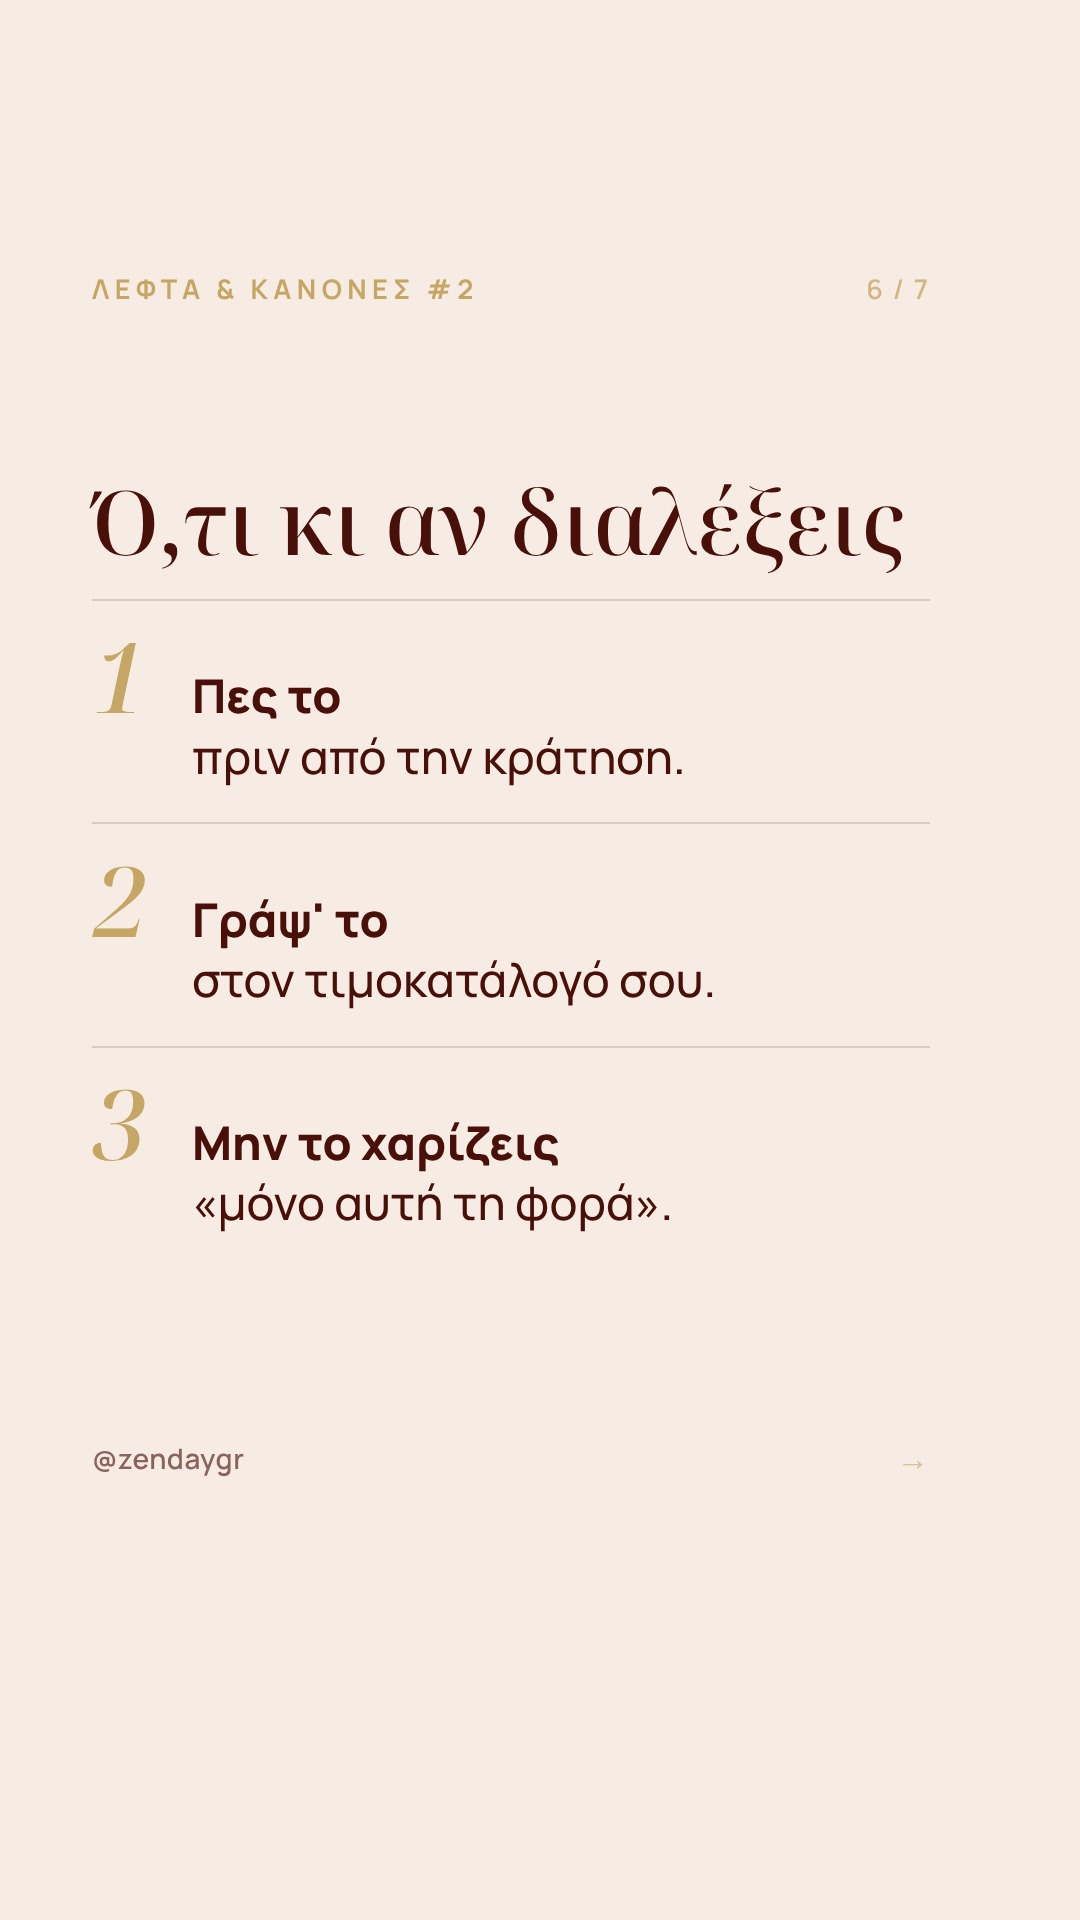 ΛΕΦΤΑ & ΚΑΝΟΝΕΣ #2
6 / 7
Ό,τι κι αν διαλέξεις
1
Πες το
πριν από την κράτηση.
2
Γράψ' το
στον τιμοκατάλογό σου.
3
Μην το χαρίζεις
«μόνο αυτή τη φορά».
@zendaygr →